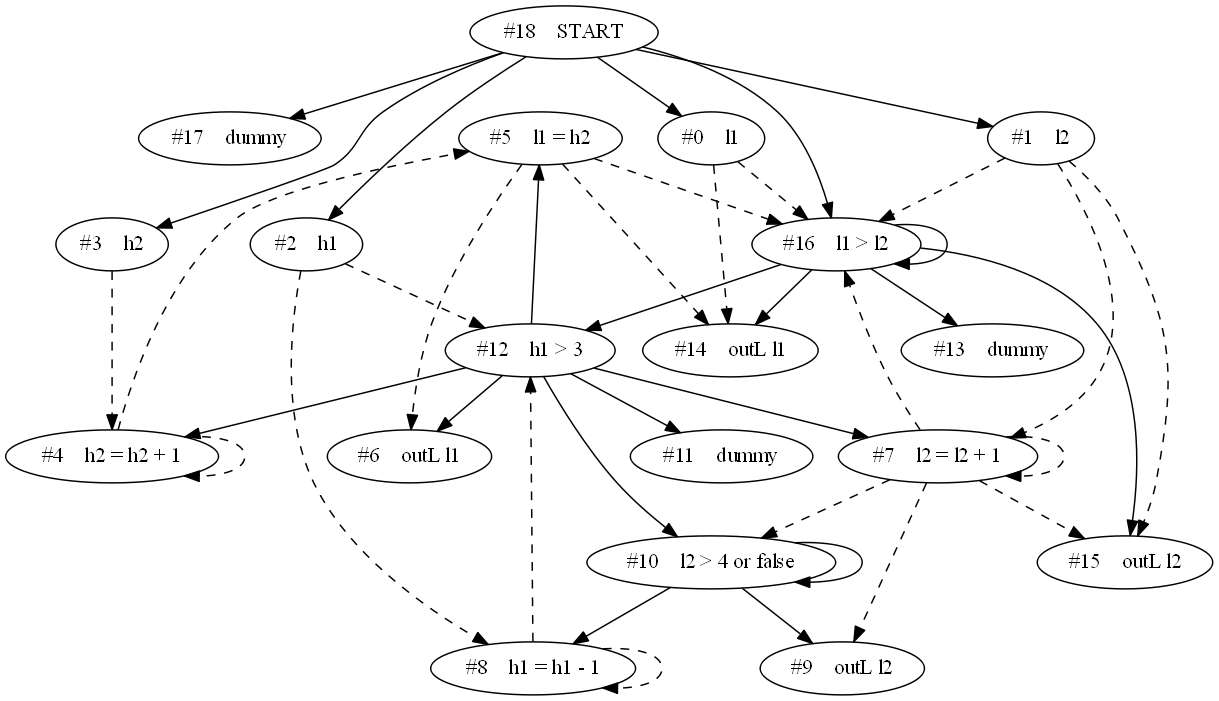 #18 START
#17 dummy
#5 l1 = h2
#0 l1
#1 l2
#3 h2
#2 h1
#16 l1 > l2
#12 h1 > 3
#14 outL l1
#13 dummy
#4 h2 = h2 + 1
#6 outL l1
#11 dummy
#7 l2 = l2 + 1
#10 l2 > 4 or false
#15 outL l2
#8 h1 = h1 - 1
#9 outL l2